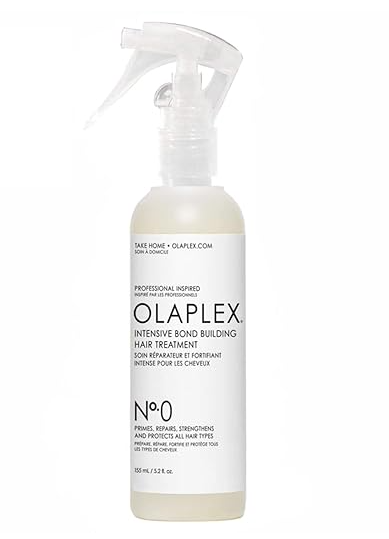 TAKE HOME • OLAPLEX.COM
SOIN À DOMICILE
PROFESSIONAL INSPIRED
INSPIRÉ PAR LES PROFESSIONNELS
OLAPLEX®
INTENSIVE BOND BUILDING
HAIR TREATMENT
SOIN RÉPARATEUR ET FORTIFIANT
INTENSE POUR LES CHEVEUX
Nº.0
PRIMES, REPAIRS, STRENGTHENS
AND PROTECTS ALL HAIR TYPES
PRÉPARE, RÉPARE, FORTIFIE ET PROTÈGE TOUS
LES TYPES DE CHEVEUX
155 mL / 5.2 fl. oz.